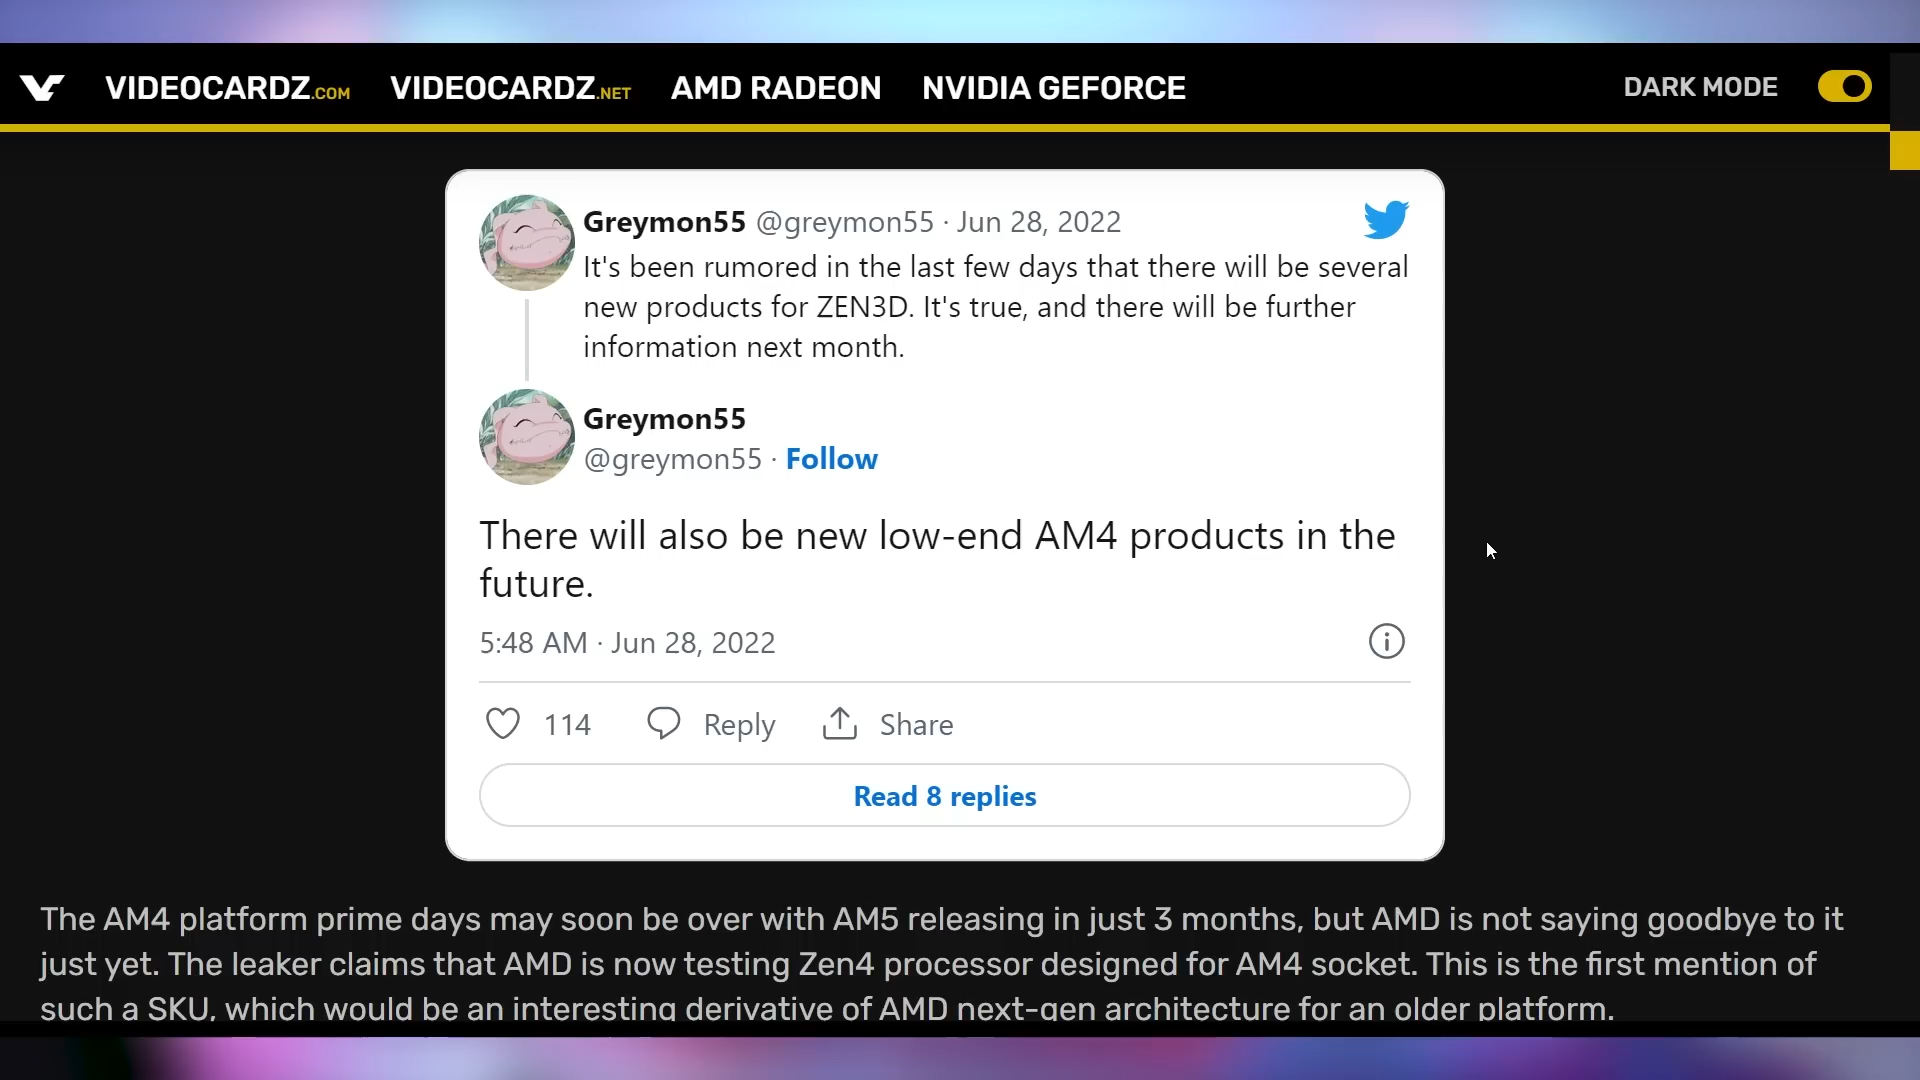 VIDEOCARDZ.COM VIDEOCARDZ.NET AMD RADEON NVIDIA GEFORCE DARK MODE
Greymon55 @greymon55 · Jun 28, 2022
It's been rumored in the last few days that there will be several
new products for ZEN3D. It's true, and there will be further
information next month.
Greymon55
@greymon55 · Follow
There will also be new low-end AM4 products in the
future.
5:48 AM · Jun 28, 2022
114 Reply Share
Read 8 replies
The AM4 platform prime days may soon be over with AM5 releasing in just 3 months, but AMD is not saying goodbye to it
just yet. The leaker claims that AMD is now testing Zen4 processor designed for AM4 socket. This is the first mention of
such a SKU, which would be an interesting derivative of AMD next-gen architecture for an older platform.